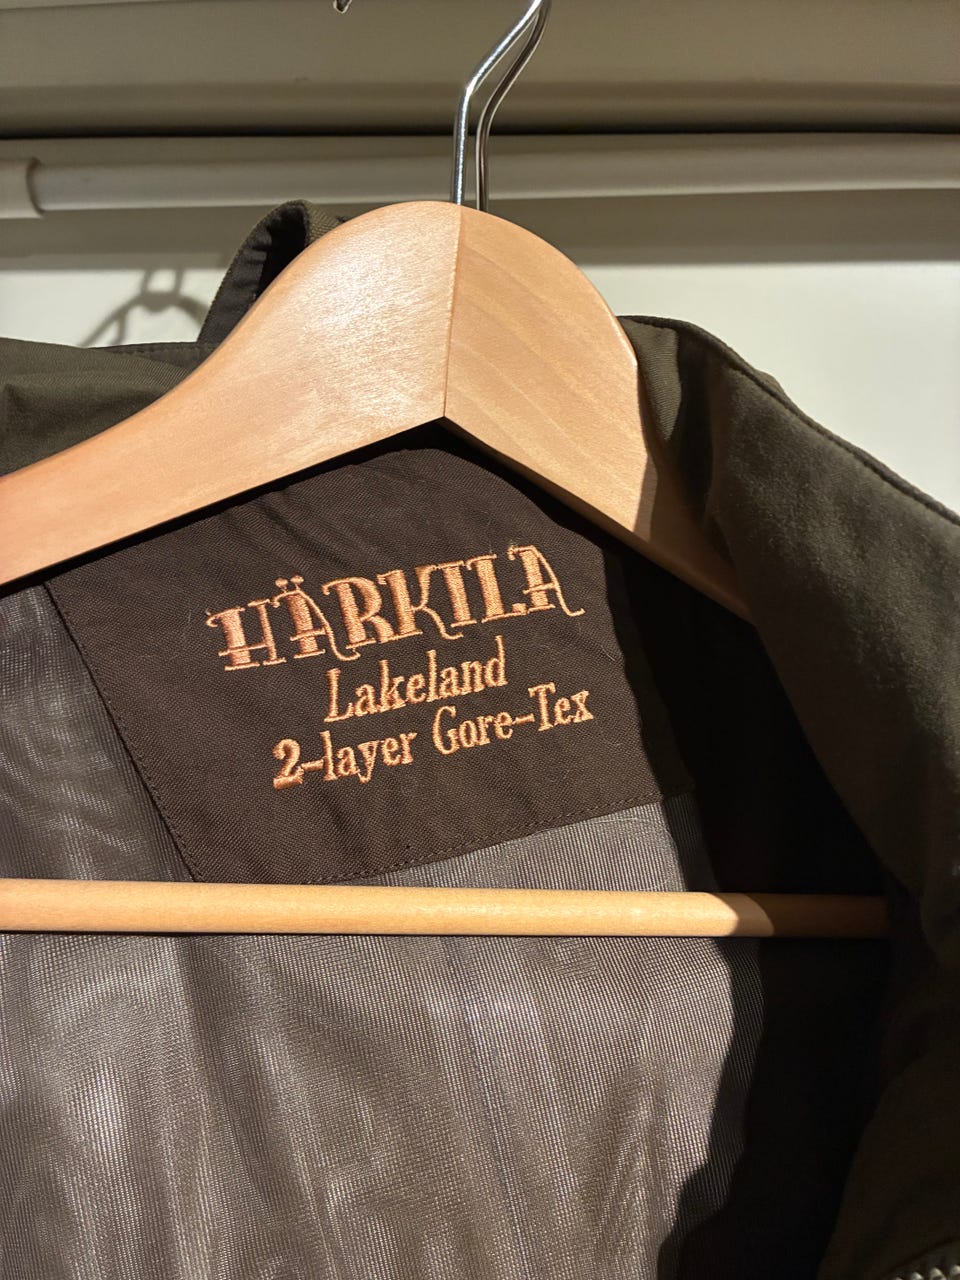 HÄRKILA
Lakeland
2-layer Gore-Tex